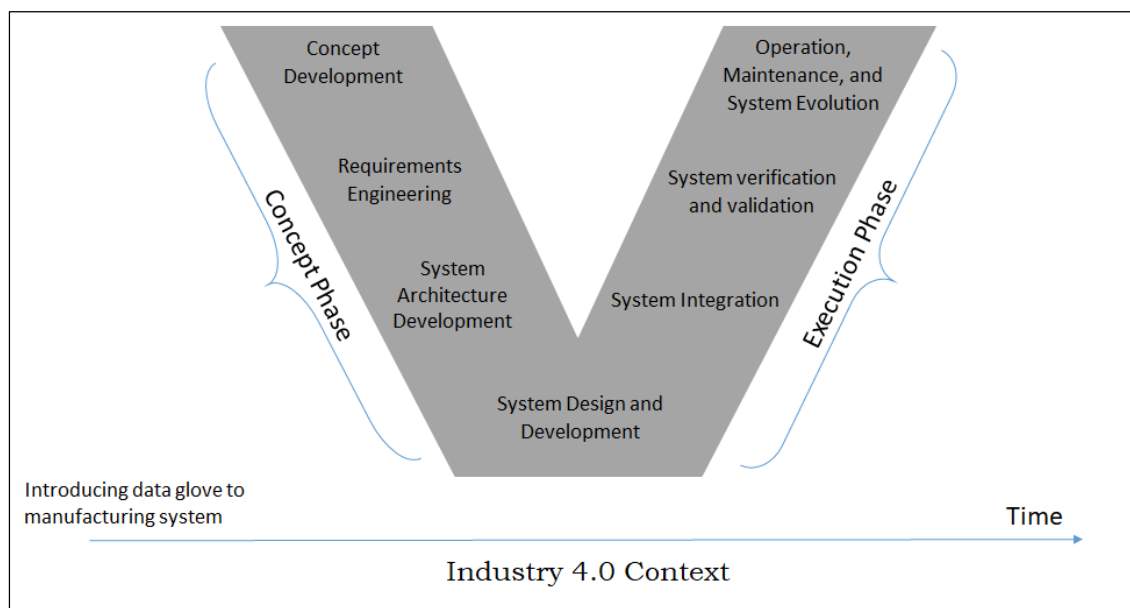 Concept
Development
Requirements
Engineering
System
Architecture
Development
Concept Phase
System Design and
Development
Operation,
Maintenance, and
System Evolution
System verification
and validation
System Integration
Execution Phase
Introducing data glove to
manufacturing system
Time
Industry 4.0 Context